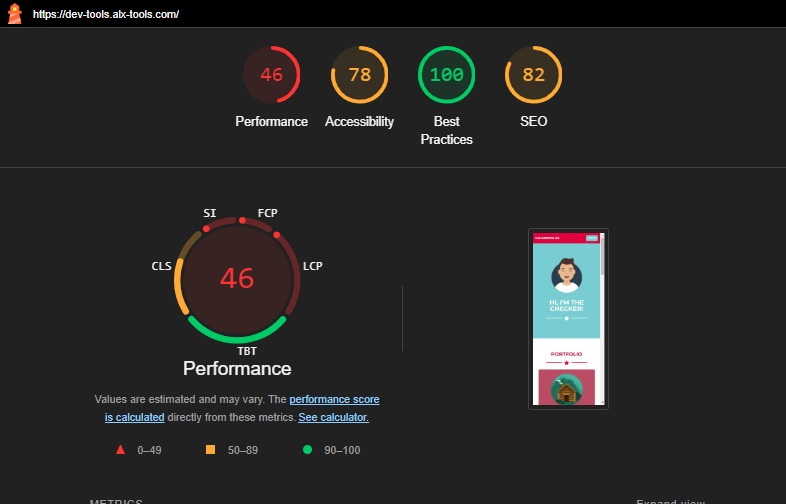 https://dev-tools.alx-tools.com/
46
78
100
82
Performance
Accessibility
Best
Practices
SEO
SI
FCP
CLS
LCP
46
TBT
Performance
Values are estimated and may vary. The performance score
is calculated directly from these metrics. See calculator.
0–49
50–89
90–100
HI, I'M THE
CHECKER!
PORTFOLIO
METRICS
Expand view